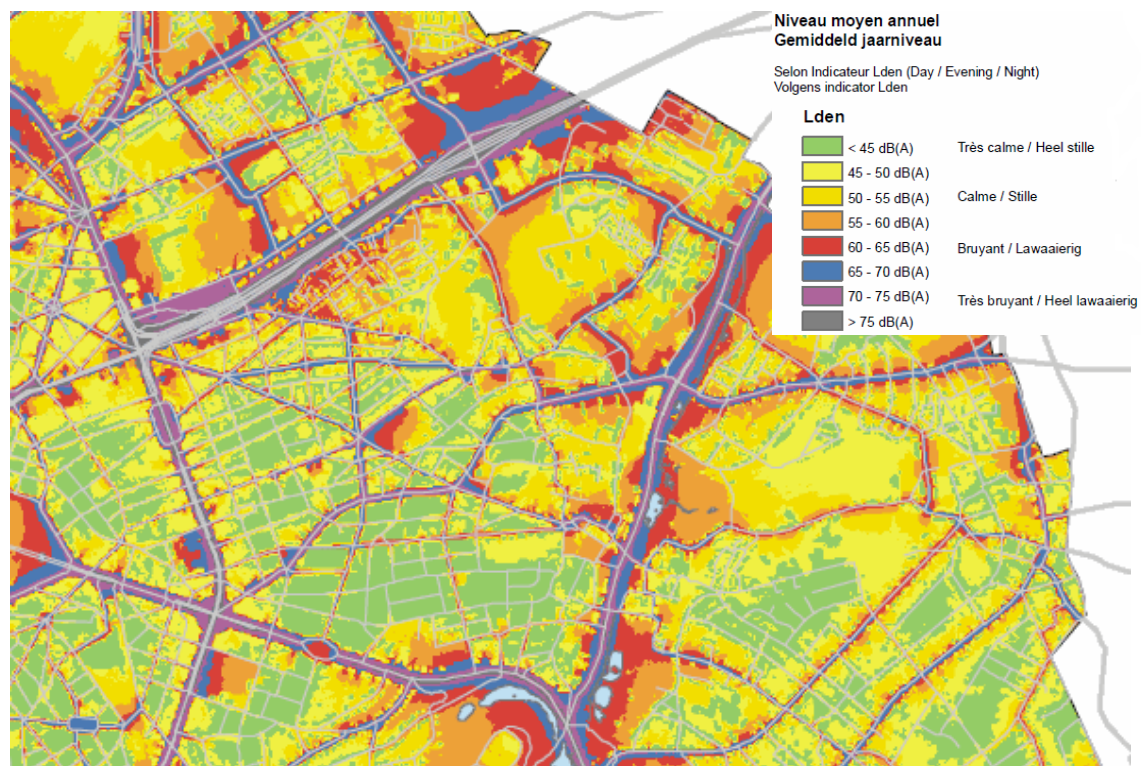 Niveau moyen annuel
Gemiddeld jaarniveau
Selon Indicateur Lden (Day / Evening / Night)
Volgens indicator Lden
Lden
< 45 dB(A) Très calme / Heel stille
45 - 50 dB(A)
50 - 55 dB(A) Calme / Stille
55 - 60 dB(A)
60 - 65 dB(A) Bruyant / Lawaaierig
65 - 70 dB(A)
70 - 75 dB(A) Très bruyant / Heel lawaaierig
> 75 dB(A)